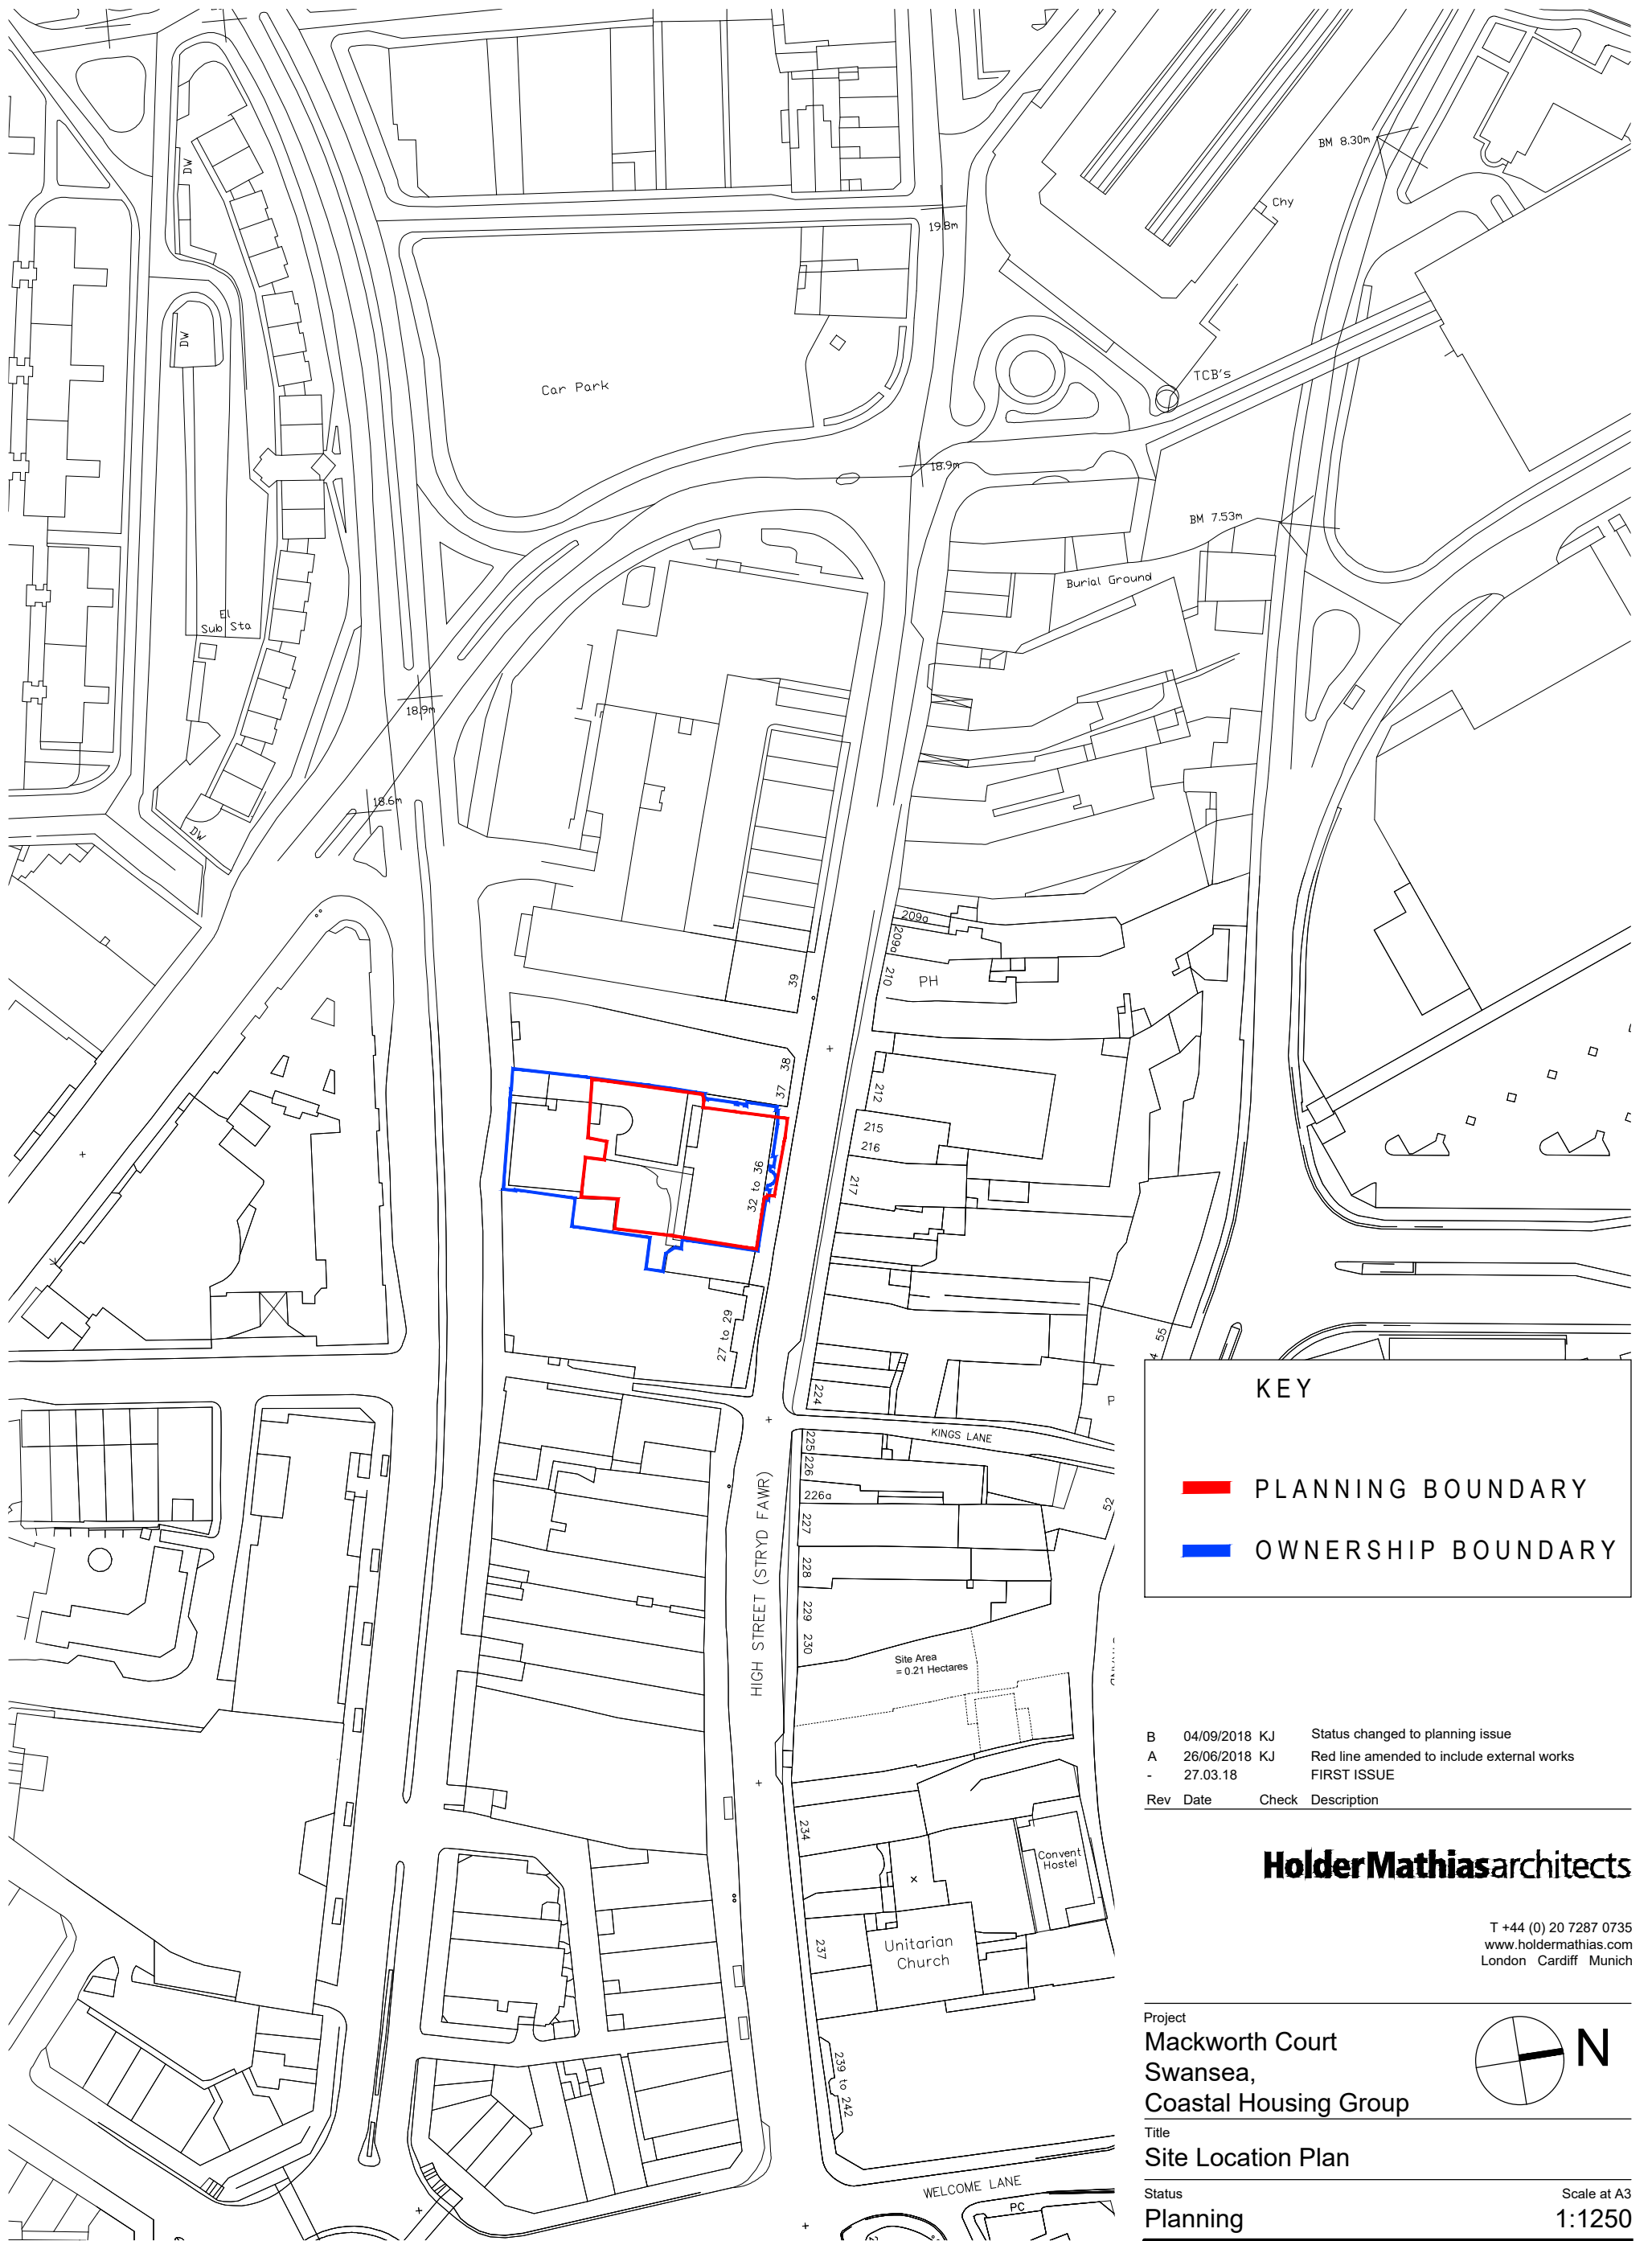 BM 8.30m
DW
Chy
19.8m
DW
TCB's
Car Park
18.9m
BM 7.53m
Burial Ground
El
Sub Sta
18.9m
18.6m
DW
209a
209a
PH
210
39
38
37
212
215
216
32 to 36
217
27 to 29
55
224
P
KINGS LANE
225
226
226a
227
52
228
229
HIGH STREET (STRYD FAWR)
230
Site Area
= 0.21 Hectares
234
Convent
Hostel
237
Unitarian
Church
239 to 242
WELCOME LANE
PC
KEY
PLANNING BOUNDARY
OWNERSHIP BOUNDARY
B 04/09/2018 KJ Status changed to planning issue
A 26/06/2018 KJ Red line amended to include external works
- 27.03.18 FIRST ISSUE
Rev Date Check Description
HolderMathiasarchitects
T +44 (0) 20 7287 0735
www.holdermathias.com
London Cardiff Munich
Project
Mackworth Court
Swansea,
Coastal Housing Group
N
Title
Site Location Plan
Status Scale at A3
Planning 1:1250